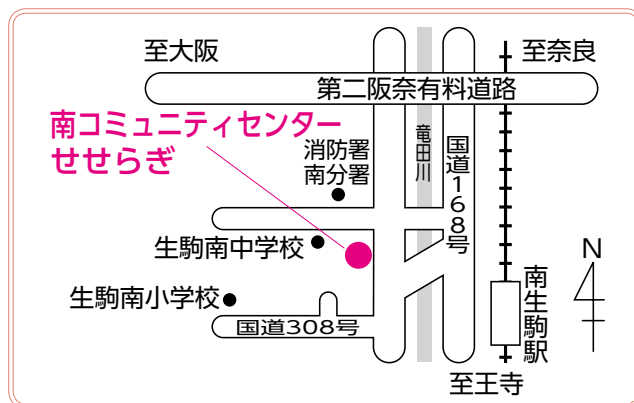 至大阪
至奈良
第二阪奈有料道路
南コミュニティセンター
せせらぎ
消防署
南分署
竜田川
国道168号
生駒南中学校
生駒南小学校
国道308号
N
南生駒駅
至王寺